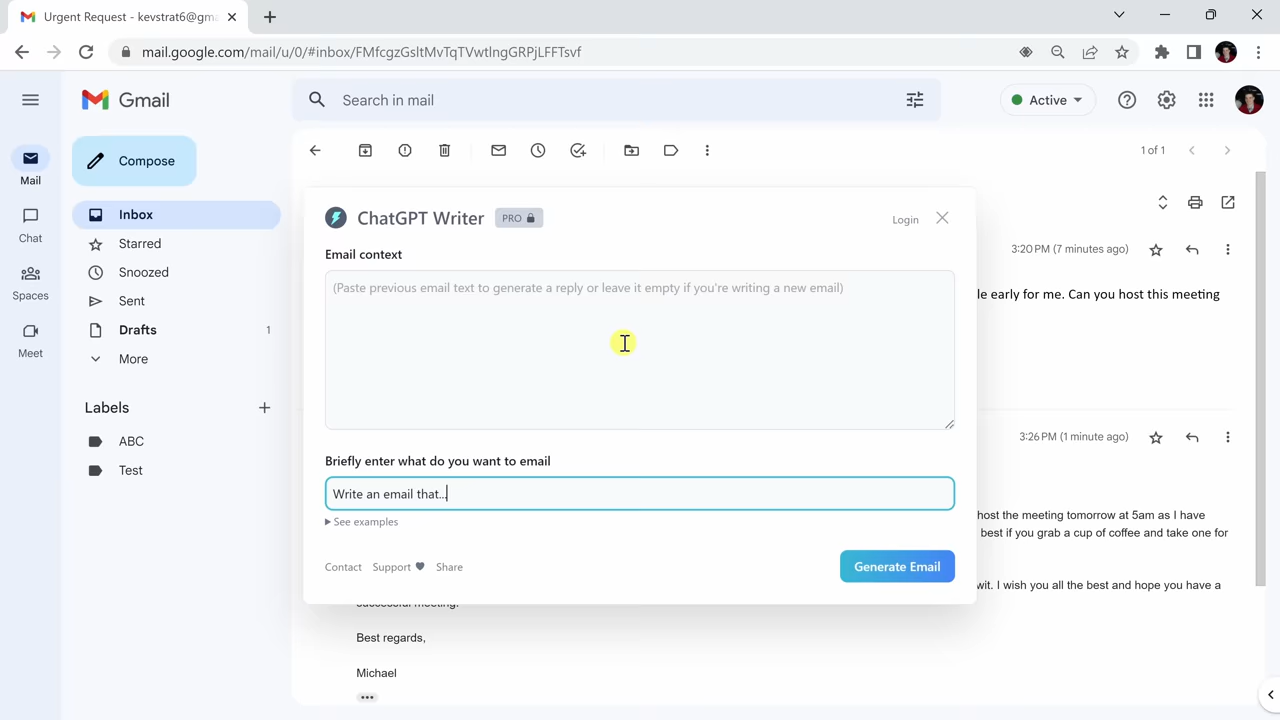 Urgent Request - kevstrat6@gma
mail.google.com/mail/u/0/#inbox/FMfcgzGsltMvTqTVwtlngGRPjLFFTsvf
Gmail
Search in mail
Active
Mail
Chat
Spaces
Meet
Compose
Inbox
Starred
Snoozed
Sent
Drafts 1
More
Labels
ABC
Test
1 of 1
3:20 PM (7 minutes ago)
le early for me. Can you host this meeting
3:26 PM (1 minute ago)
host the meeting tomorrow at 5am as I have
best if you grab a cup of coffee and take one for
wit. I wish you all the best and hope you have a
successful meeting.
Best regards,
Michael
ChatGPT Writer PRO
Login
Email context
(Paste previous email text to generate a reply or leave it empty if you're writing a new email)
Briefly enter what do you want to email
Write an email that...
See examples
Contact Support Share
Generate Email